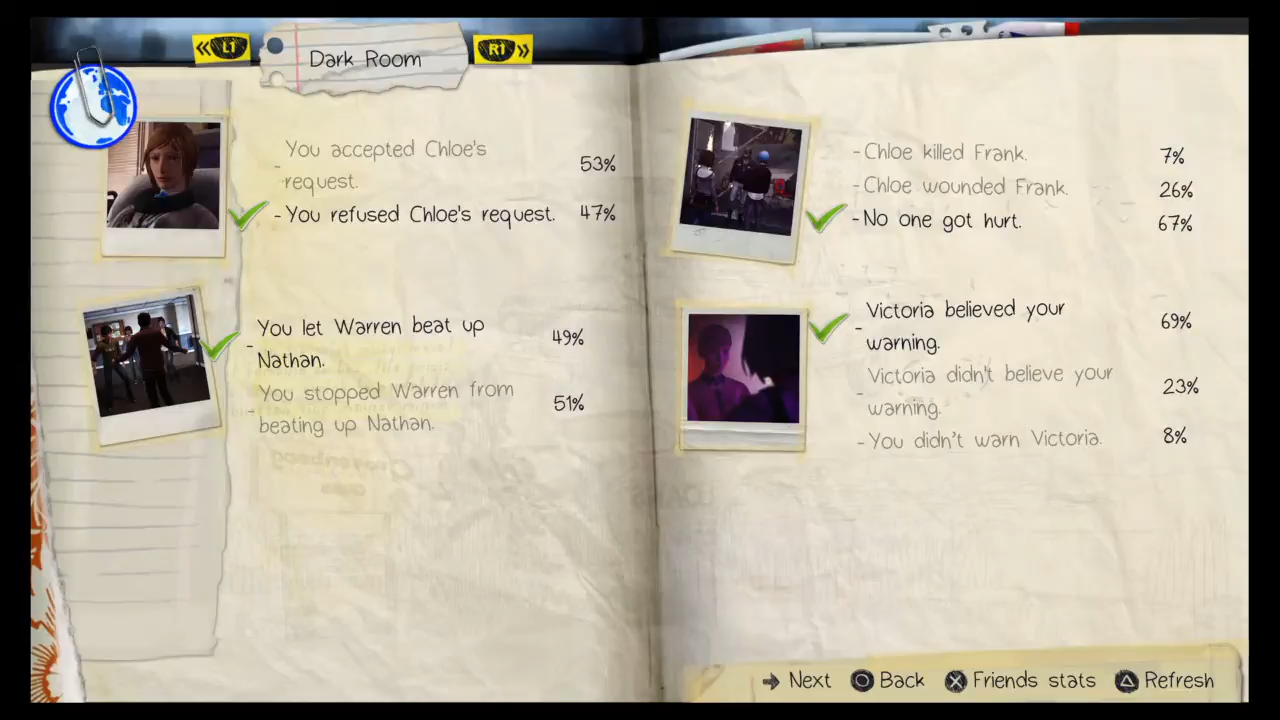 L1
Dark Room
R1
You accepted Chloe's
- request.
53%
- You refused Chloe's request. 47%
You let Warren beat up
- Nathan.
49%
You stopped Warren from
- beating up Nathan.
51%
- Chloe killed Frank. 7%
- Chloe wounded Frank. 26%
- No one got hurt. 67%
Victoria believed your
- warning.
69%
Victoria didn't believe your
- warning.
23%
- You didn't warn Victoria. 8%
Next Back Friends stats Refresh